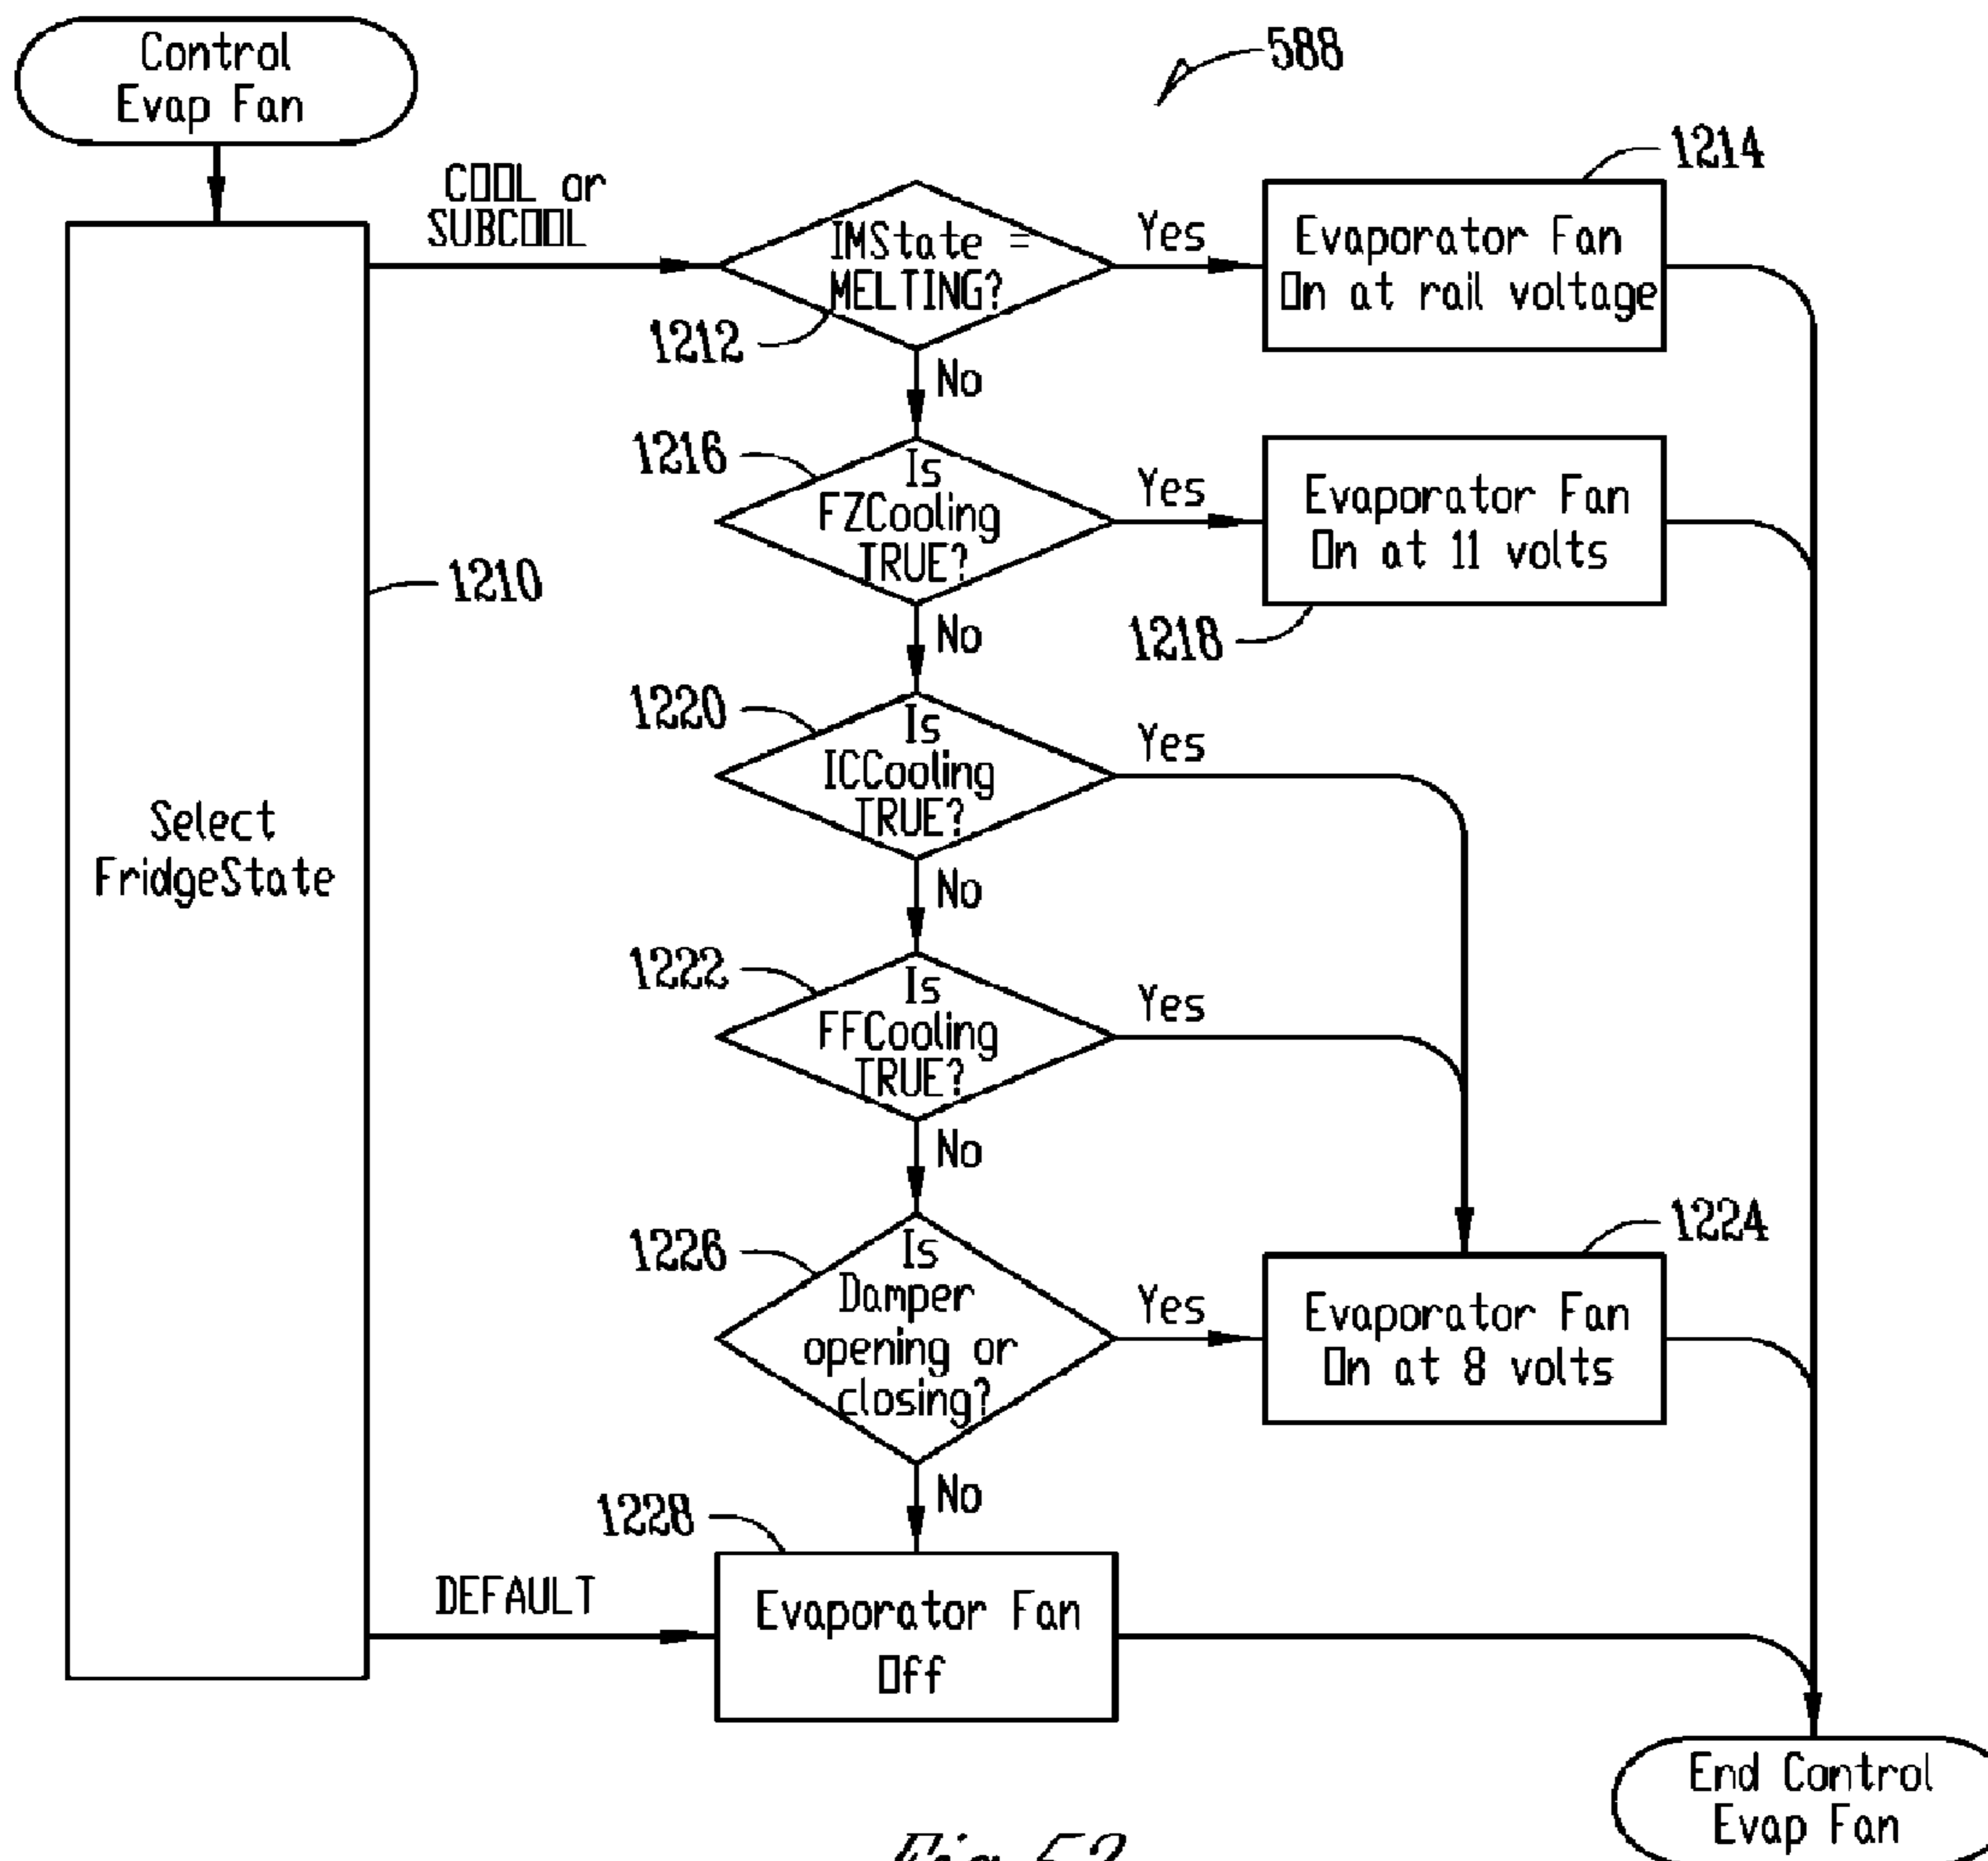 Control
Evap Fan
588
COOL or
SUBCOOL
IMState =
MELTING?
1212
Yes
1214
Evaporator Fan
On at rail voltage
No
1216
Is
FZCooling
TRUE?
Yes
Evaporator Fan
On at 11 volts
1218
1210
No
Select
FridgeState
1220
Is
ICCooling
TRUE?
Yes
No
1222
Is
FFCooling
TRUE?
Yes
No
1226
Is
Damper
opening or
closing?
Yes
1224
Evaporator Fan
On at 8 volts
No
1228
DEFAULT
Evaporator Fan
Off
End Control
Evap Fan